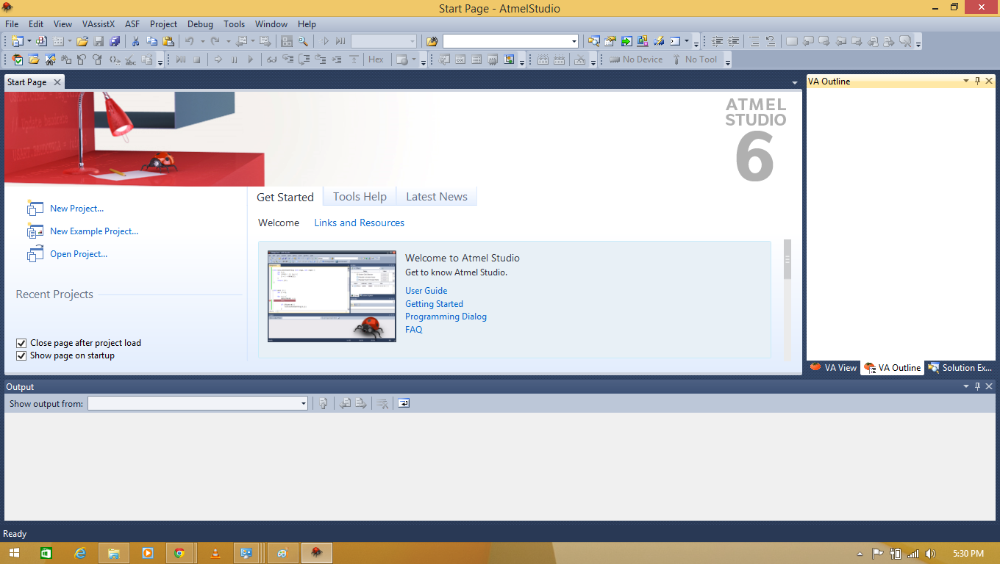 Start Page - AtmelStudio
File Edit View VAssistX ASF Project Debug Tools Window Help
Hex No Device No Tool
Start Page
VA Outline
ATMEL
STUDIO
6
New Project...
New Example Project...
Open Project...
Recent Projects
Close page after project load
Show page on startup
Get Started Tools Help Latest News
Welcome Links and Resources
Welcome to Atmel Studio
Get to know Atmel Studio.
User Guide
Getting Started
Programming Dialog
FAQ
VA View VA Outline Solution Ex...
Output
Show output from:
Ready
5:30 PM